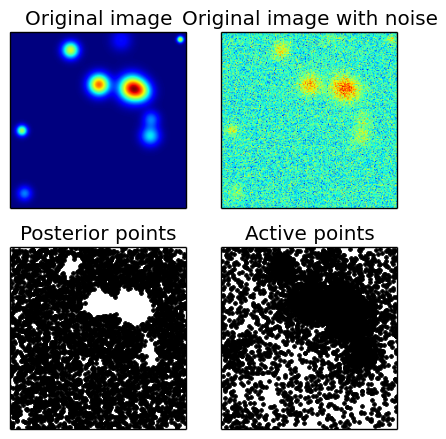 Original image
Original image with noise
Posterior points
Active points